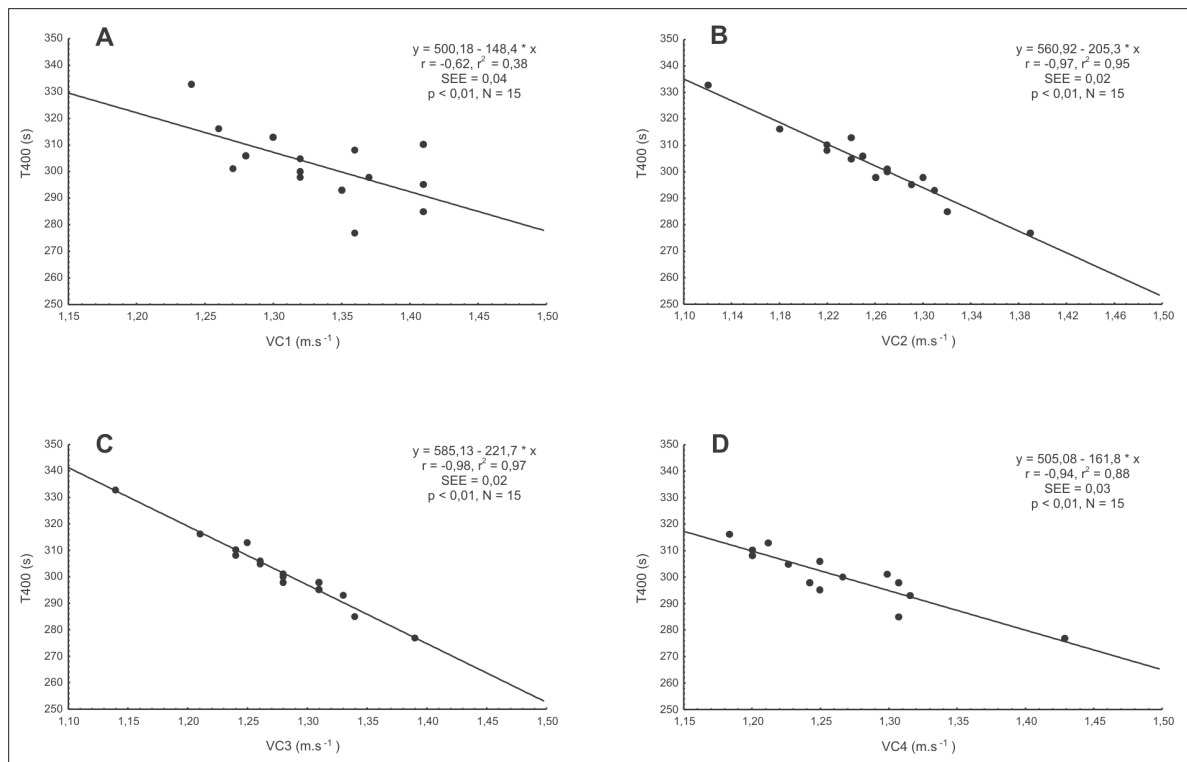 A
y = 500,18 - 148,4 * x
r = -0,62, r² = 0,38
SEE = 0,04
p < 0,01, N = 15
T400 (s)
350
340
330
320
310
300
290
280
270
260
250
1,15 1,20 1,25 1,30 1,35 1,40 1,45 1,50
VC1 (m.s⁻¹ )
B
y = 560,92 - 205,3 * x
r = -0,97, r² = 0,95
SEE = 0,02
p < 0,01, N = 15
T400 (s)
350
340
330
320
310
300
290
280
270
260
250
1,10 1,14 1,18 1,22 1,26 1,30 1,34 1,38 1,42 1,46 1,50
VC2 (m.s⁻¹ )
C
y = 585,13 - 221,7 * x
r = -0,98, r² = 0,97
SEE = 0,02
p < 0,01, N = 15
T400 (s)
350
340
330
320
310
300
290
280
270
260
250
1,10 1,15 1,20 1,25 1,30 1,35 1,40 1,45 1,50
VC3 (m.s⁻¹ )
D
y = 505,08 - 161,8 * x
r = -0,94, r² = 0,88
SEE = 0,03
p < 0,01, N = 15
T400 (s)
350
340
330
320
310
300
290
280
270
260
250
1,15 1,20 1,25 1,30 1,35 1,40 1,45 1,50
VC4 (m.s⁻¹ )